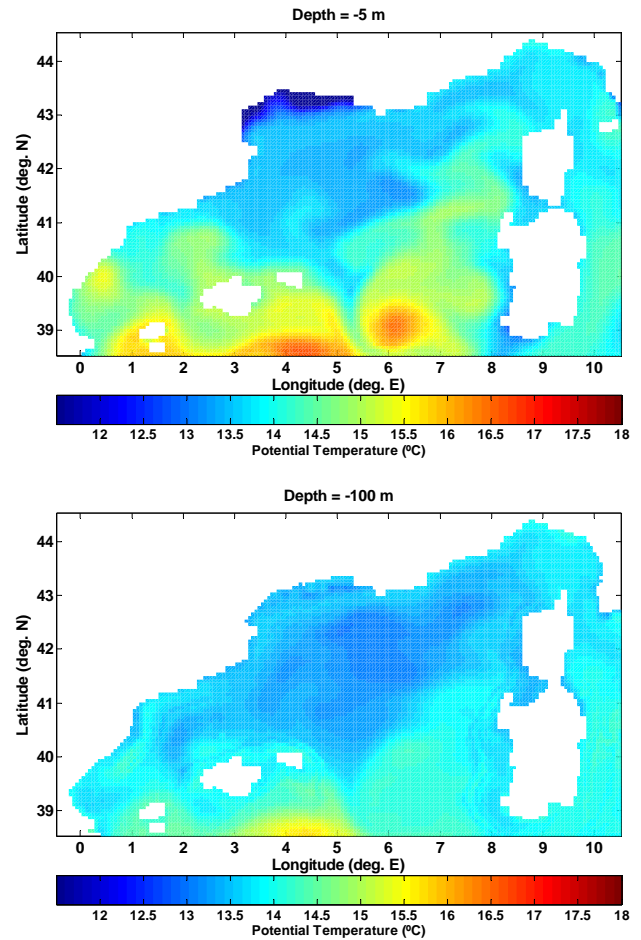 Depth = -5 m
44
43
42
41
40
39
Latitude (deg. N)
0 1 2 3 4 5 6 7 8 9 10
Longitude (deg. E)
12 12.5 13 13.5 14 14.5 15 15.5 16 16.5 17 17.5 18
Potential Temperature (ºC)
Depth = -100 m
44
43
42
41
40
39
Latitude (deg. N)
0 1 2 3 4 5 6 7 8 9 10
Longitude (deg. E)
12 12.5 13 13.5 14 14.5 15 15.5 16 16.5 17 17.5 18
Potential Temperature (ºC)